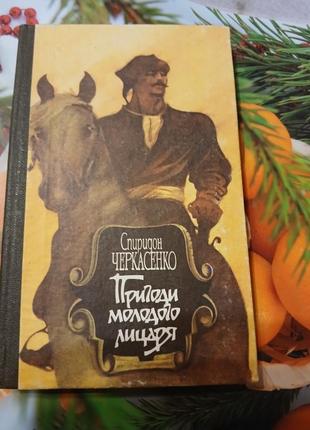 Спиридон
ЧЕРКАСЕНКО
Пригоди
молодого
лицаря